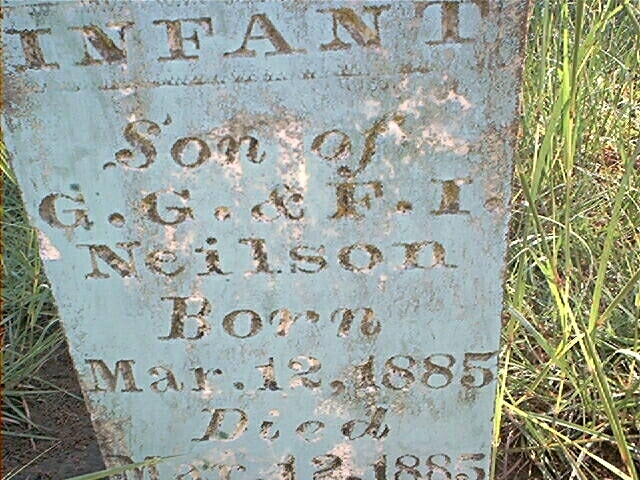 INFANT
Son of
G. G. & F. I.
Neilson
Born
Mar. 12, 1885
Died
Mar. 12, 1885